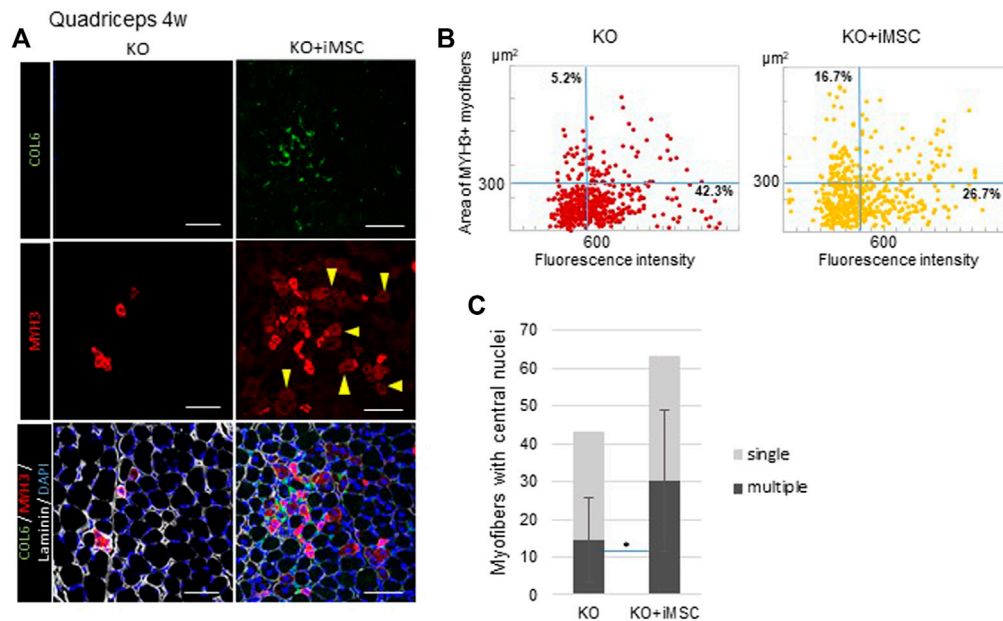 Quadriceps 4w
A
KO
KO+iMSC
COL6
MYH3
COL6 / MYH3 /
Laminin / DAPI
B
KO
KO+iMSC
µm²
5.2%
300
42.3%
600
Area of MYH3+ myofibers
Fluorescence intensity
µm²
16.7%
300
26.7%
600
Fluorescence intensity
C
Myofibers with central nuclei
70
60
50
40
30
20
10
0
*
KO
KO+iMSC
single
multiple